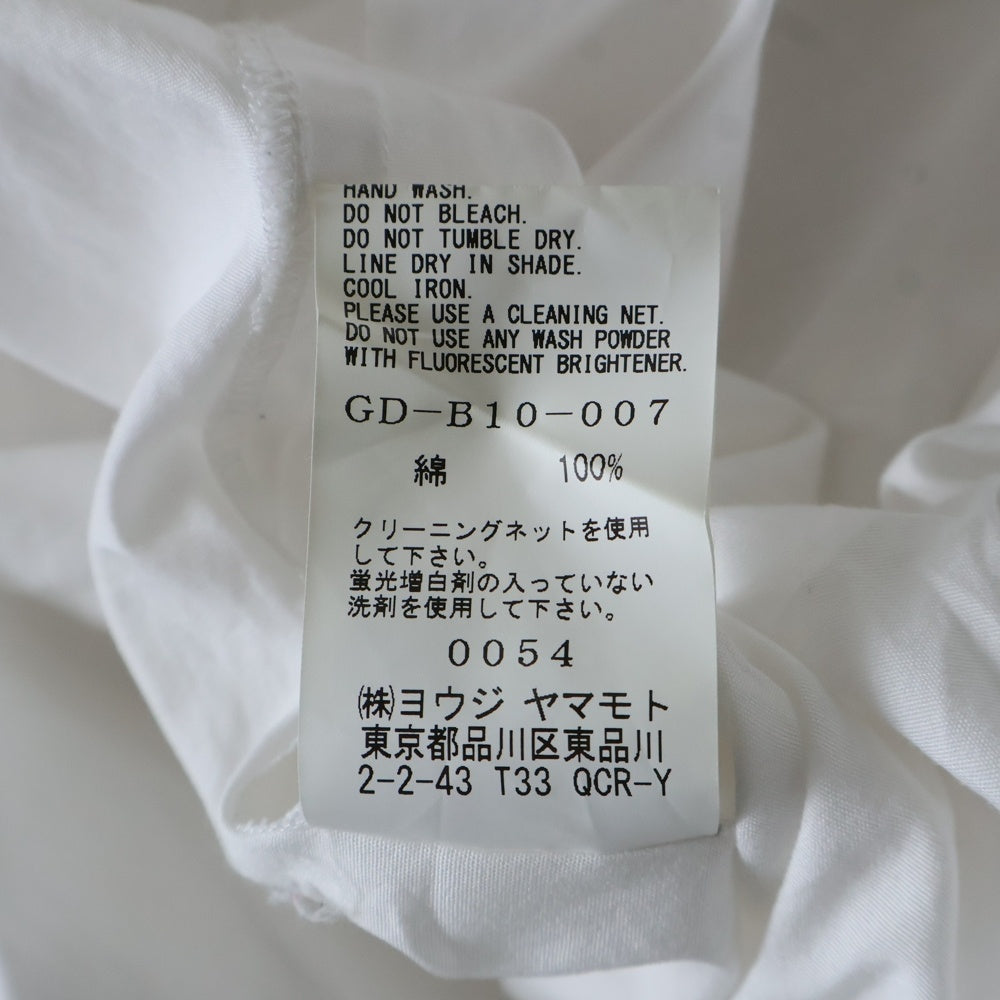 HAND WASH.
DO NOT BLEACH.
DO NOT TUMBLE DRY.
LINE DRY IN SHADE.
COOL IRON.
PLEASE USE A CLEANING NET.
DO NOT USE ANY WASH POWDER
WITH FLUORESCENT BRIGHTENER.
GD-B10-007
綿 100%
クリーニングネットを使用
して下さい。
蛍光増白剤の入っていない
洗剤を使用して下さい。
0054
㈱ヨウジ ヤマモト
東京都品川区東品川
2-2-43 T33 QCR-Y